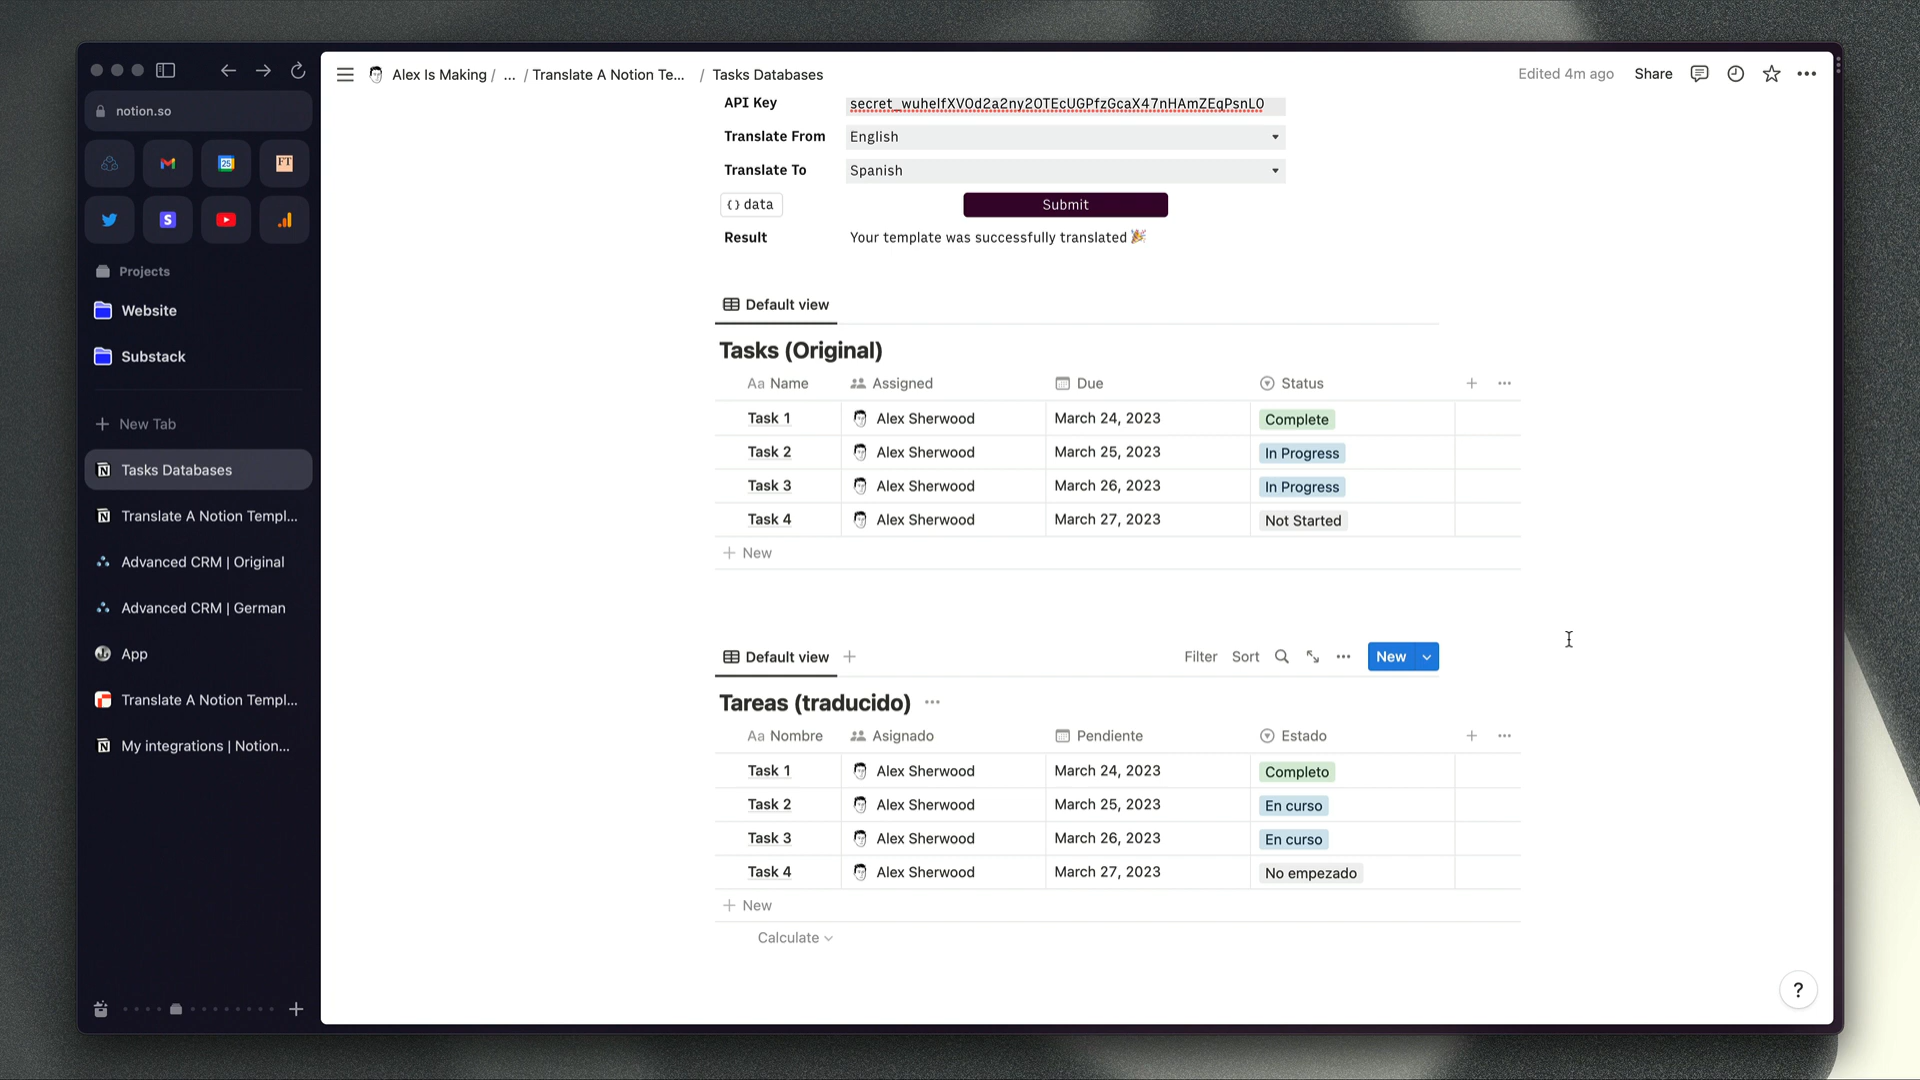 notion.so
25
FT
S
Projects
Website
Substack
New Tab
Tasks Databases
Translate A Notion Templ...
Advanced CRM | Original
Advanced CRM | German
App
Translate A Notion Templ...
My integrations | Notion...
Alex Is Making / ... / Translate A Notion Te... / Tasks Databases
Edited 4m ago Share
API Key secret_wuhelfXVOd2a2ny2OTEcUGPfzGcaX47nHAmZEqPsnLO
Translate From English
Translate To Spanish
{} data Submit
Result Your template was successfully translated 🎉
Default view
Tasks (Original)
Aa Name Assigned Due Status
Task 1 Alex Sherwood March 24, 2023 Complete
Task 2 Alex Sherwood March 25, 2023 In Progress
Task 3 Alex Sherwood March 26, 2023 In Progress
Task 4 Alex Sherwood March 27, 2023 Not Started
+ New
Default view + Filter Sort ... New
Tareas (traducido) ...
Aa Nombre Asignado Pendiente Estado
Task 1 Alex Sherwood March 24, 2023 Completo
Task 2 Alex Sherwood March 25, 2023 En curso
Task 3 Alex Sherwood March 26, 2023 En curso
Task 4 Alex Sherwood March 27, 2023 No empezado
+ New
Calculate
?